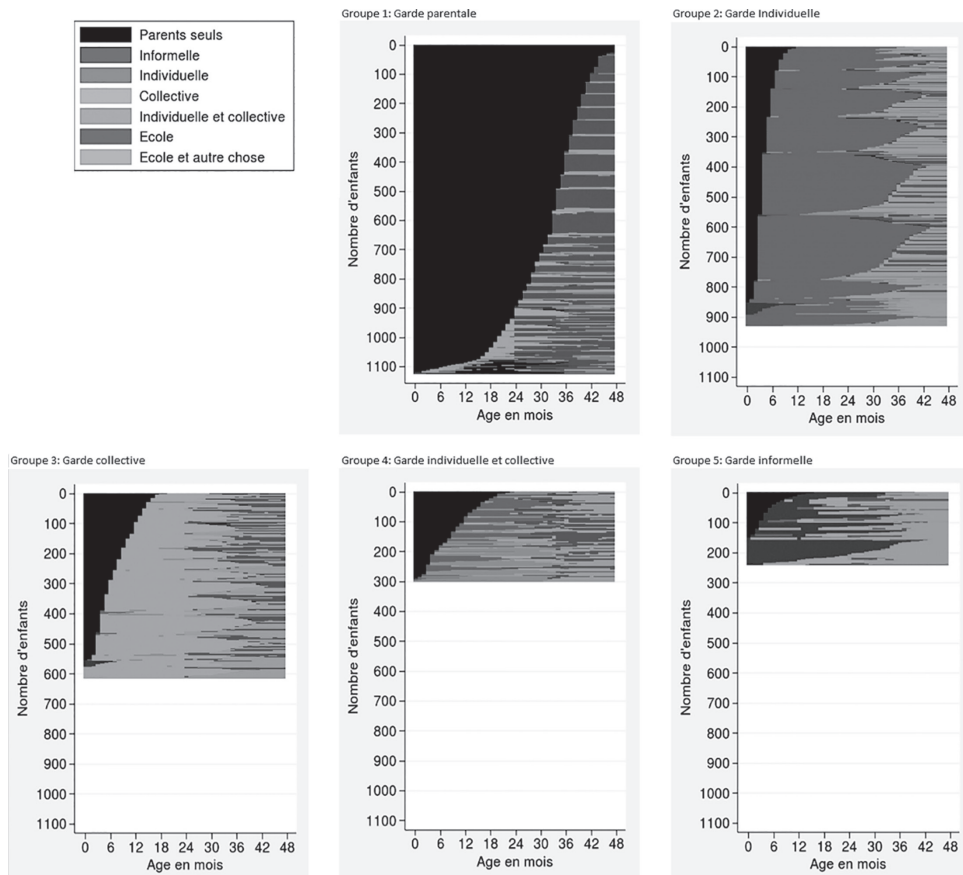 Parents seuls
Informelle
Individuelle
Collective
Individuelle et collective
Ecole
Ecole et autre chose
Groupe 1: Garde parentale
Nombre d'enfants
0
100
200
300
400
500
600
700
800
900
1000
1100
0 6 12 18 24 30 36 42 48
Age en mois
Groupe 2: Garde Individuelle
Nombre d'enfants
0
100
200
300
400
500
600
700
800
900
1000
1100
0 6 12 18 24 30 36 42 48
Age en mois
Groupe 3: Garde collective
Nombre d'enfants
0
100
200
300
400
500
600
700
800
900
1000
1100
0 6 12 18 24 30 36 42 48
Age en mois
Groupe 4: Garde individuelle et collective
Nombre d'enfants
0
100
200
300
400
500
600
700
800
900
1000
1100
0 6 12 18 24 30 36 42 48
Age en mois
Groupe 5: Garde informelle
Nombre d'enfants
0
100
200
300
400
500
600
700
800
900
1000
1100
0 6 12 18 24 30 36 42 48
Age en mois